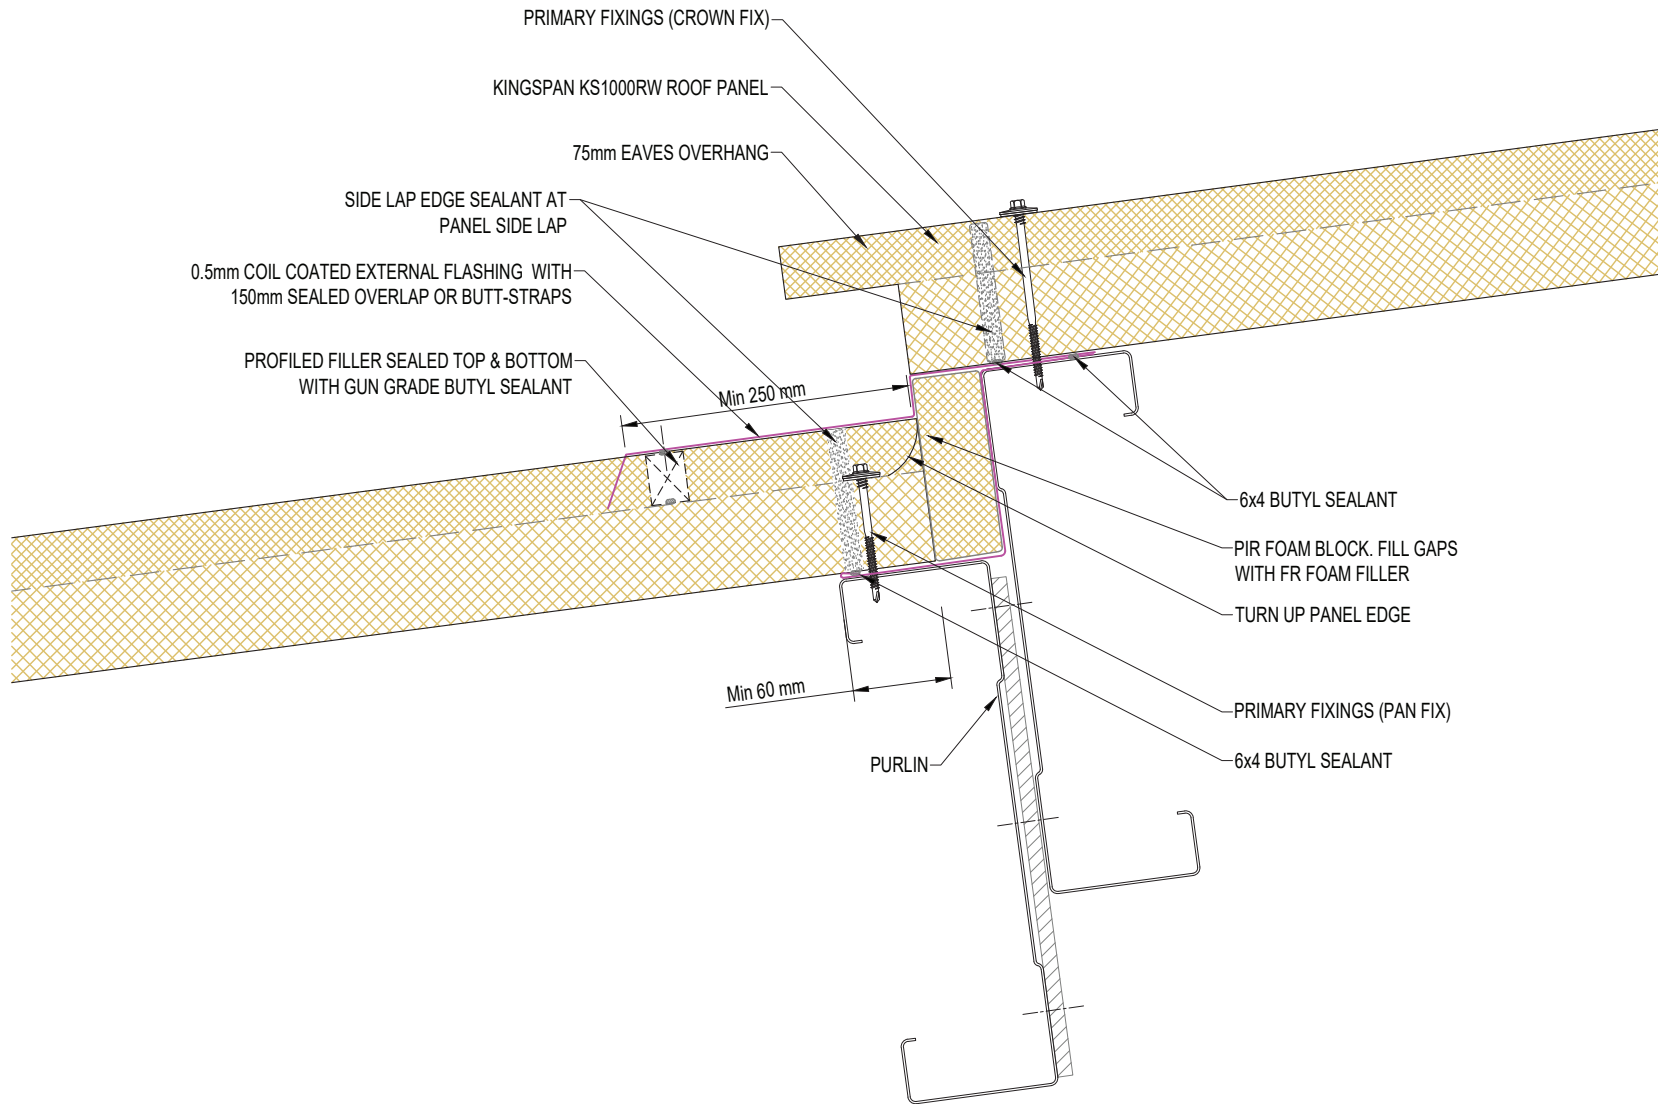 PRIMARY FIXINGS (CROWN FIX)
KINGSPAN KS1000RW ROOF PANEL
75mm EAVES OVERHANG
SIDE LAP EDGE SEALANT AT
PANEL SIDE LAP
0.5mm COIL COATED EXTERNAL FLASHING WITH
150mm SEALED OVERLAP OR BUTT-STRAPS
PROFILED FILLER SEALED TOP & BOTTOM
WITH GUN GRADE BUTYL SEALANT
Min 250 mm
6x4 BUTYL SEALANT
PIR FOAM BLOCK. FILL GAPS
WITH FR FOAM FILLER
TURN UP PANEL EDGE
Min 60 mm
PRIMARY FIXINGS (PAN FIX)
PURLIN
6x4 BUTYL SEALANT